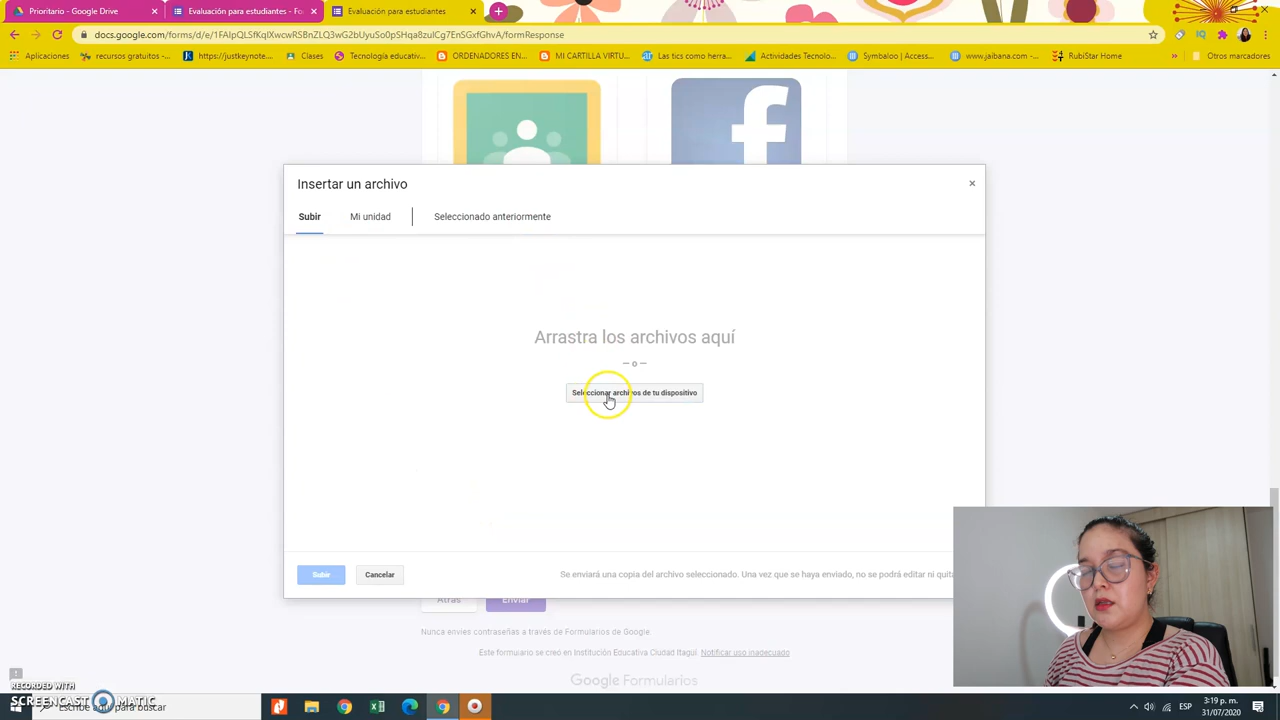 Prioritario - Google Drive
Evaluación para estudiantes - Fo
Evaluación para estudiantes
docs.google.com/forms/d/e/1FAIpQLSfKqlXwcwRSBnZLQ3wG2bUyuSo0pSHqa8zulCg7EnSGxfGhvA/formResponse
Aplicaciones
recursos gratuitos -...
https://justkeynote...
Clases
Tecnología educativ...
ORDENADORES EN...
MI CARTILLA VIRTU...
Las tics como herra...
Actividades Tecnolo...
Symbaloo | Access...
www.jaibana.com -...
RubiStar Home
Otros marcadores
Insertar un archivo
Subir
Mi unidad
Seleccionado anteriormente
Arrastra los archivos aquí
— o —
Seleccionar archivos de tu dispositivo
Subir
Cancelar
Se enviará una copia del archivo seleccionado. Una vez que se haya enviado, no se podrá editar ni quita
Atrás
Enviar
Nunca envíes contraseñas a través de Formularios de Google.
Este formulario se creó en Institución Educativa Ciudad Itagüí. Notificar uso inadecuado
Google Formularios
RECORDED WITH
SCREENCAST MATIC
Escribe aquí para buscar
ESP
3:19 p. m.
31/07/2020